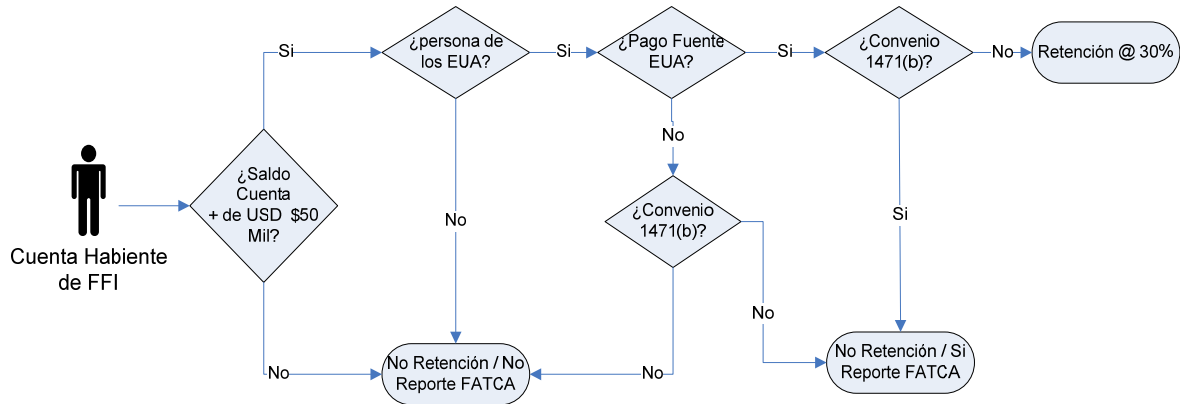 ¿persona de
los EUA?
¿Pago Fuente
EUA?
¿Convenio
1471(b)?
Retención @ 30%
Si
Si
Si
No
No
No
Si
¿Saldo
Cuenta
+ de USD $50
Mil?
Cuenta Habiente
de FFI
¿Convenio
1471(b)?
No
No
No
No Retención / No
Reporte FATCA
No Retención / Si
Reporte FATCA